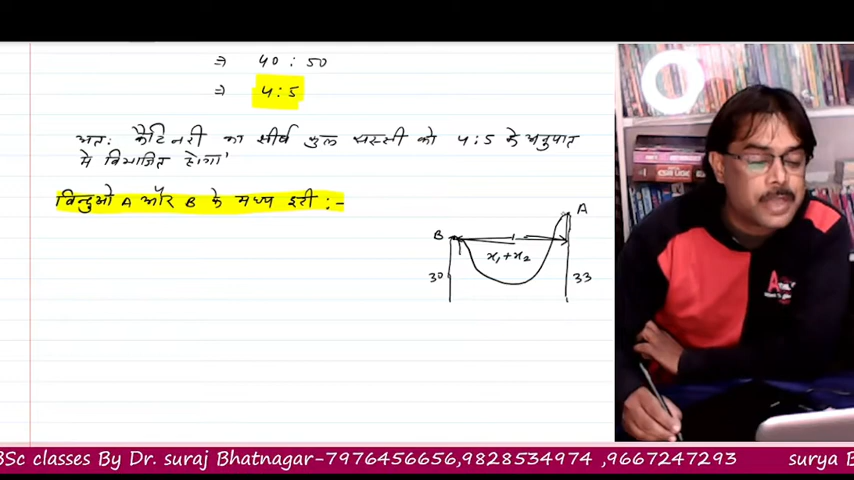 ⇒ 40 : 50
⇒ 4:5
अतः कैटिनरी का शीर्ष कुल रस्सी को 4:5 के अनुपात
में विभाजित होगा
बिन्दुओ A और B के मध्य दूरी :-
A
B
x₁+x₂
30
33
BSc classes By Dr. suraj Bhatnagar-7976456656,9828534974 ,9667247293 surya B